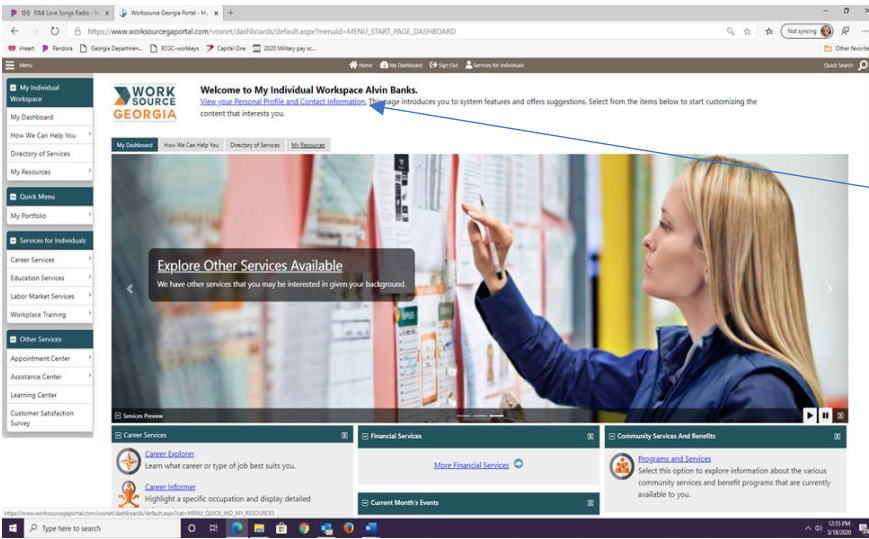 R&B Love Songs Radio - N
Worksource Georgia Portal - My
https://www.worksourcegaportal.com/vosnet/dashboards/default.aspx?menuid=MENU_START_PAGE_DASHBOARD
Not syncing
iHeart Pandora Georgia Departmen... ECGC-workkeys Capital One 2020 Military pay sc...
Other favorite
Menu
Home My Dashboard Sign Out Services for Individuals
Quick Search
My Individual
Workspace
My Dashboard
How We Can Help You
Directory of Services
My Resources
Quick Menu
My Portfolio
Services for Individuals
Career Services
Education Services
Labor Market Services
Workplace Training
Other Services
Appointment Center
Assistance Center
Learning Center
Customer Satisfaction
Survey
WORK
SOURCE
GEORGIA
Welcome to My Individual Workspace Alvin Banks.
View your Personal Profile and Contact Information. This page introduces you to system features and offers suggestions. Select from the items below to start customizing the
content that interests you.
My Dashboard How We Can Help You Directory of Services My Resources
Explore Other Services Available
We have other services that you may be interested in given your background.
Services Preview
Career Services
Career Explorer
Learn what career or type of job best suits you.
Career Informer
Highlight a specific occupation and display detailed
Financial Services
More Financial Services
Current Month's Events
Community Services And Benefits
Programs and Services
Select this option to explore information about the various
community services and benefit programs that are currently
available to you.
https://www.worksourcegaportal.com/vosnet/dashboards/default.aspx?cat=MENU_QUICK_IND_MY_RESOURCES
Type here to search
12:55 PM
3/18/2020